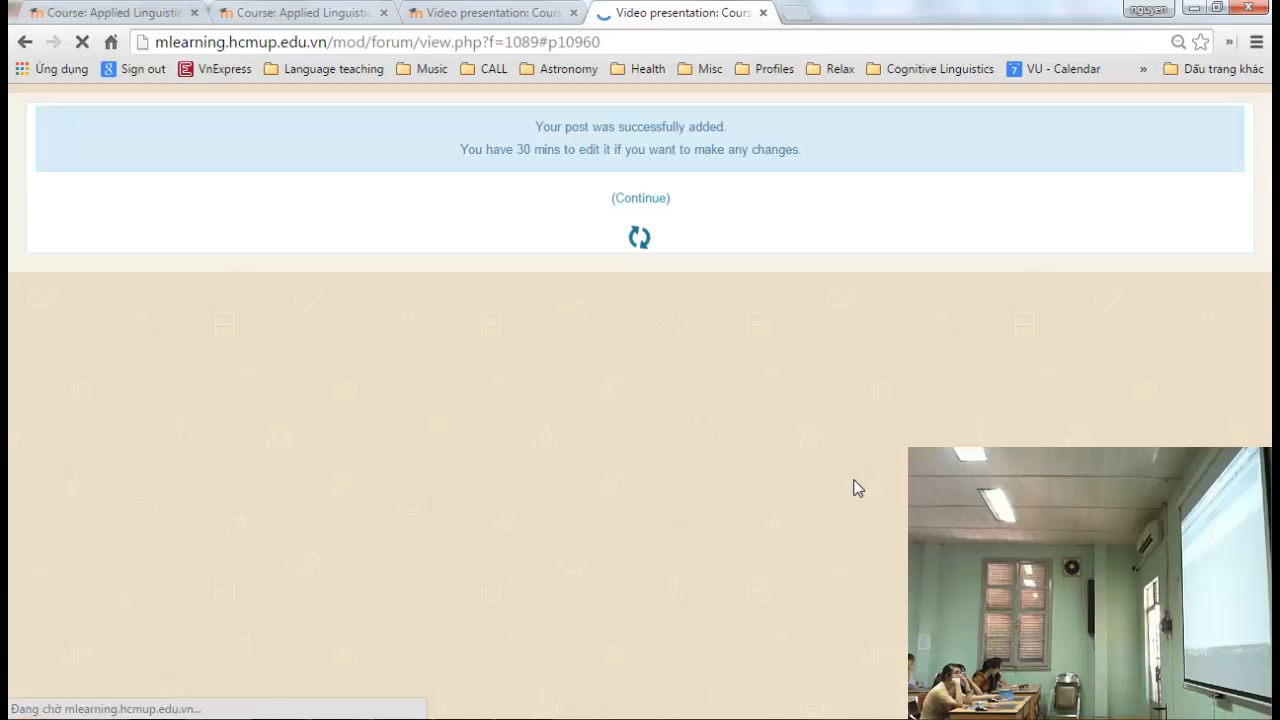 Course: Applied Linguistic
Course: Applied Linguistic
Video presentation: Cours
Video presentation: Cours
nguyen
mlearning.hcmup.edu.vn/mod/forum/view.php?f=1089#p10960
Ứng dụng
Sign out
VnExpress
Language teaching
Music
CALL
Astronomy
Health
Misc
Profiles
Relax
Cognitive Linguistics
7
VU - Calendar
»
Dấu trang khác
Your post was successfully added.
You have 30 mins to edit it if you want to make any changes.
(Continue)
Đang chờ mlearning.hcmup.edu.vn...